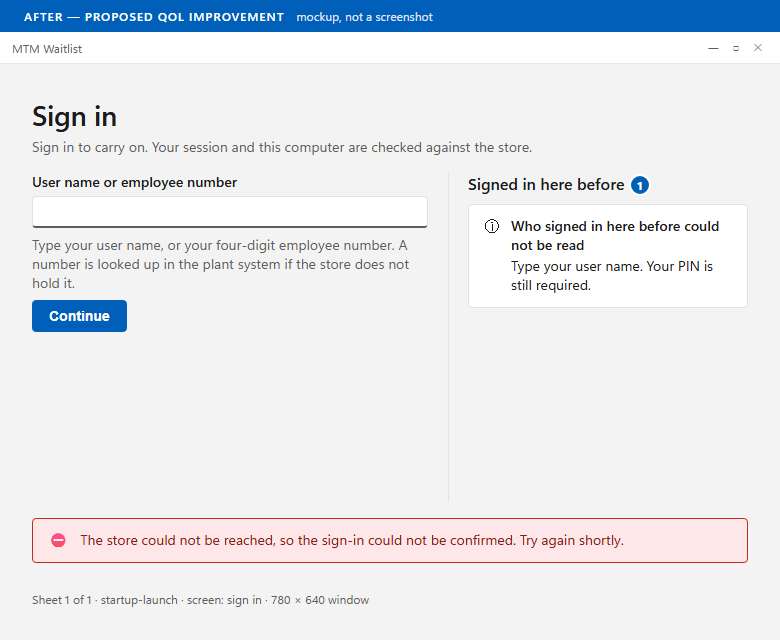 AFTER — PROPOSED QOL IMPROVEMENT mockup, not a screenshot
MTM Waitlist
Sign in
Sign in to carry on. Your session and this computer are checked against the store.
User name or employee number
Type your user name, or your four-digit employee number. A
number is looked up in the plant system if the store does not
hold it.
Continue
Signed in here before 1
Who signed in here before could
not be read
Type your user name. Your PIN is
still required.
The store could not be reached, so the sign-in could not be confirmed. Try again shortly.
Sheet 1 of 1 · startup-launch · screen: sign in · 780 × 640 window